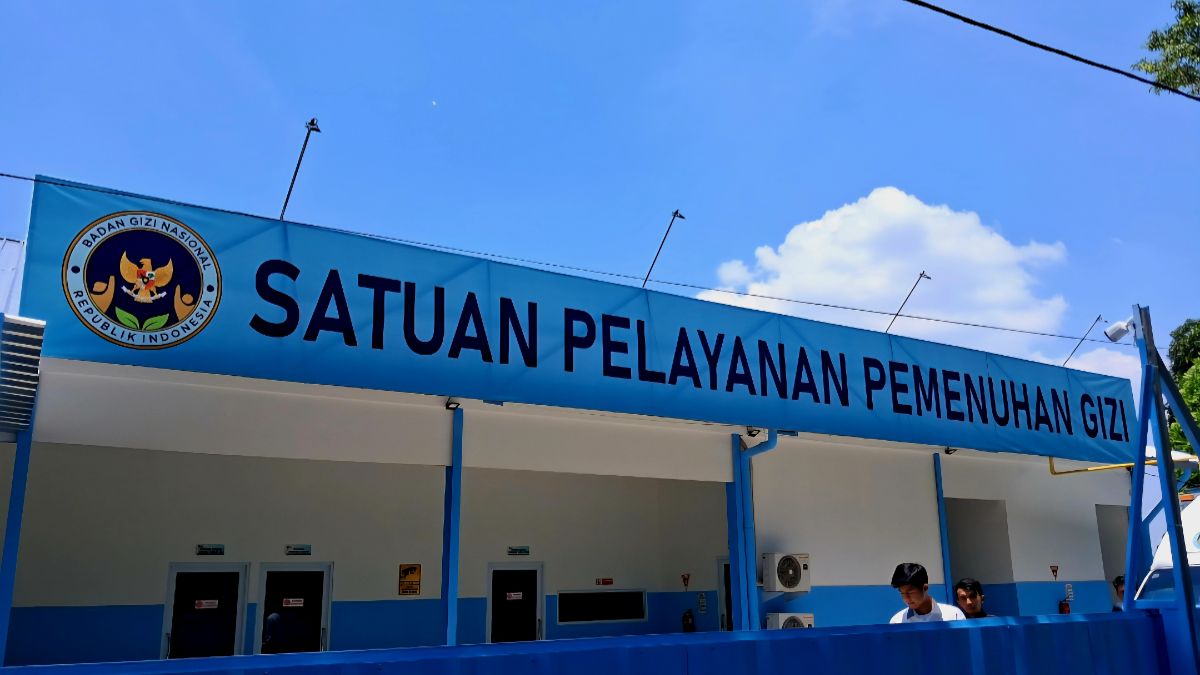 BADAN GIZI NASIONAL
REPUBLIK INDONESIA
SATUAN PELAYANAN PEMENUHAN GIZI